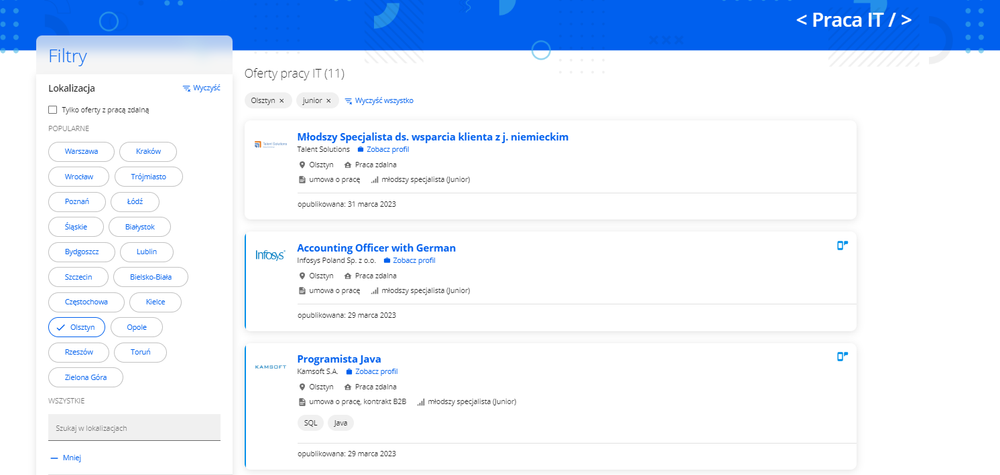 < Praca IT / >
Filtry
Lokalizacja
Wyczyść
Tylko oferty z pracą zdalną
POPULARNE
Warszawa
Kraków
Wrocław
Trójmiasto
Poznań
Łódź
Śląskie
Białystok
Bydgoszcz
Lublin
Szczecin
Bielsko-Biała
Częstochowa
Kielce
Olsztyn
Opole
Rzeszów
Toruń
Zielona Góra
WSZYSTKIE
Szukaj w lokalizacjach
Mniej
Oferty pracy IT (11)
Olsztyn ×
junior ×
Wyczyść wszystko
Talent Solutions
Młodszy Specjalista ds. wsparcia klienta z j. niemieckim
Talent Solutions Zobacz profil
Olsztyn Praca zdalna
umowa o pracę młodszy specjalista (Junior)
opublikowana: 31 marca 2023
Infosys
Accounting Officer with German
Infosys Poland Sp. z o.o. Zobacz profil
Olsztyn Praca zdalna
umowa o pracę młodszy specjalista (Junior)
opublikowana: 29 marca 2023
KAMSOFT
Programista Java
Kamsoft S.A. Zobacz profil
Olsztyn Praca zdalna
umowa o pracę, kontrakt B2B młodszy specjalista (Junior)
SQL Java
opublikowana: 29 marca 2023